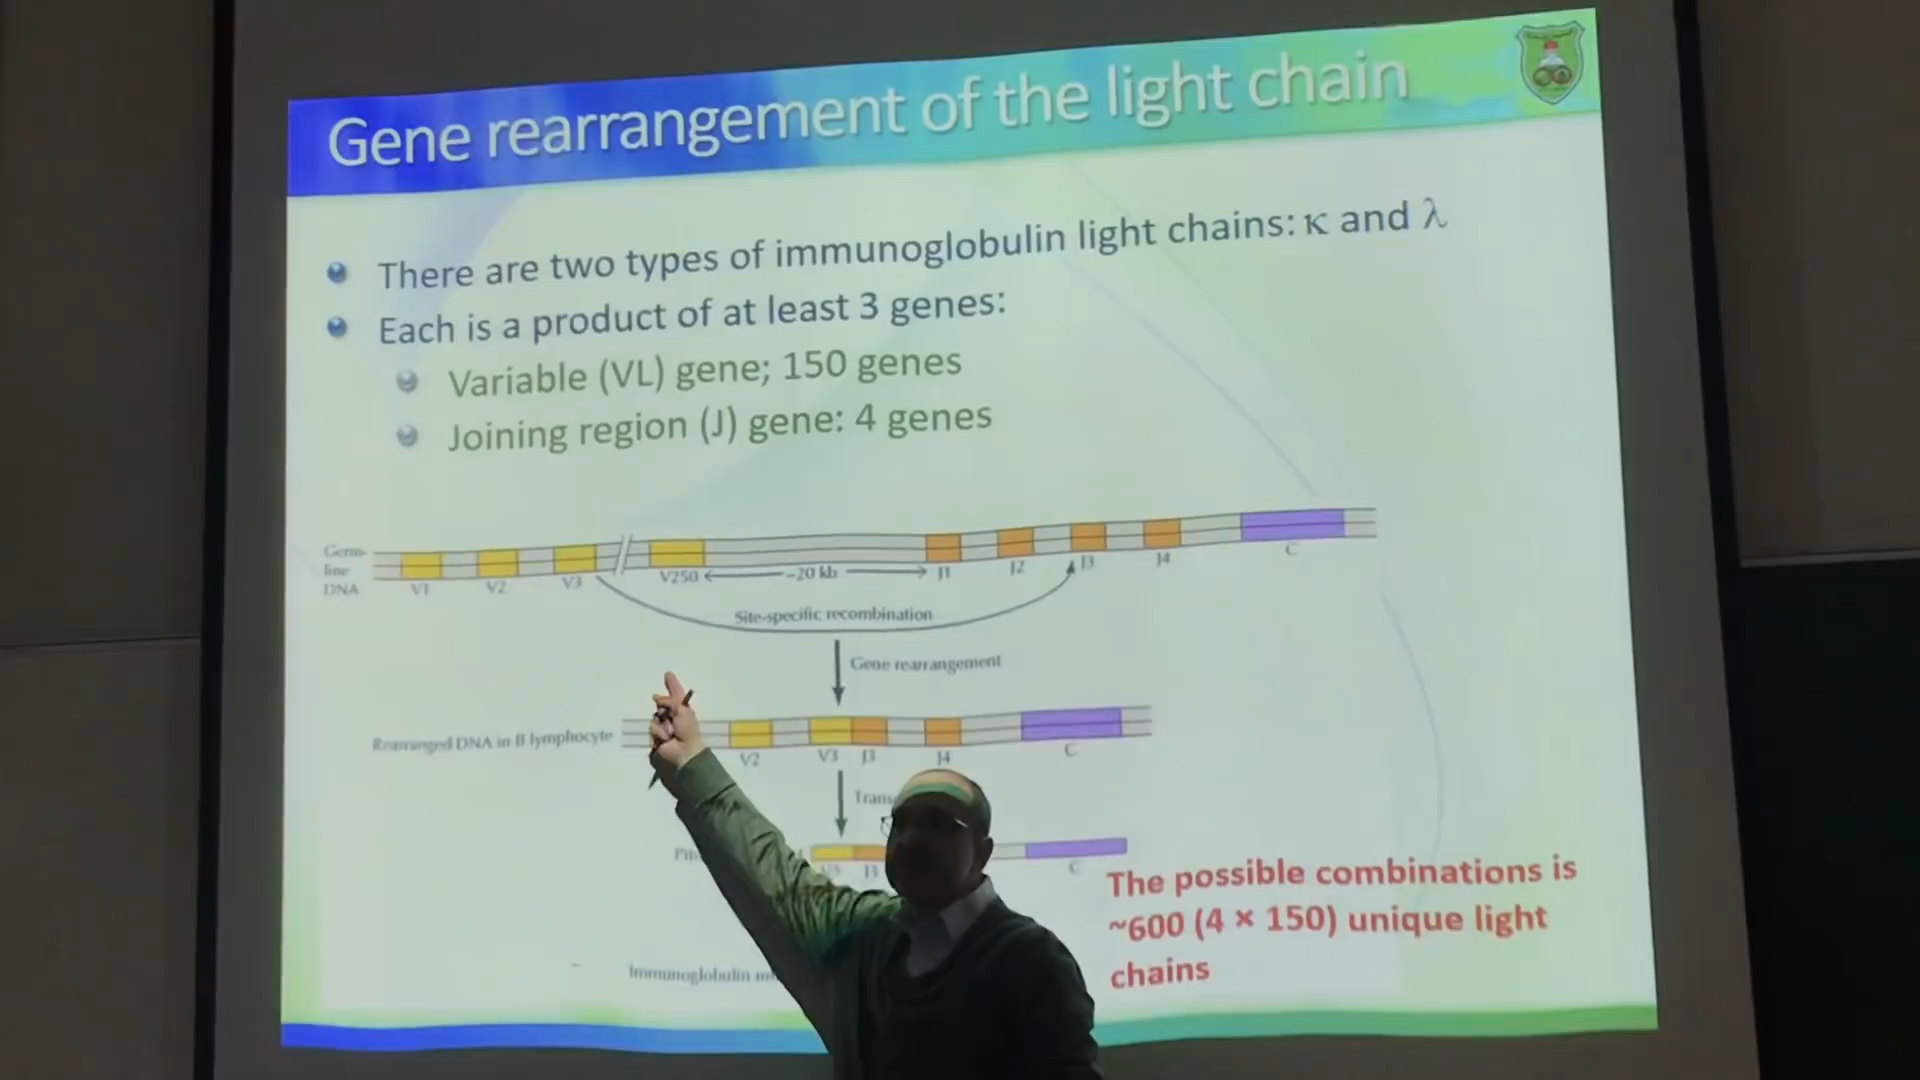 Gene rearrangement of the light chain
There are two types of immunoglobulin light chains: κ and λ
Each is a product of at least 3 genes:
Variable (VL) gene; 150 genes
Joining region (J) gene: 4 genes
Germ-
line
DNA
V1 V2 V3 V250 ~20 kb J1 J2 J3 J4 C
Site-specific recombination
Gene rearrangement
Rearranged DNA in B lymphocyte
V2 V3 J3 J4 C
V3 J3 C
Immunoglobulin
The possible combinations is
~600 (4 × 150) unique light
chains